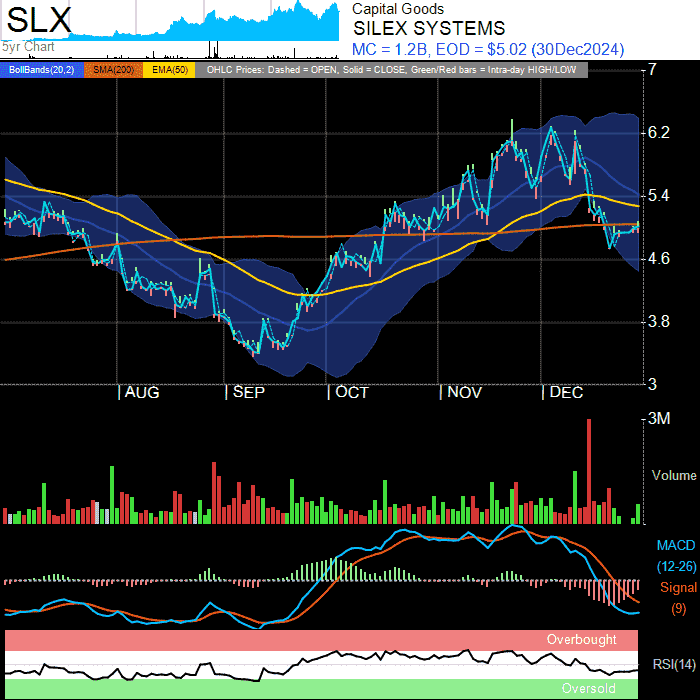 SLX
5yr Chart
Capital Goods
SILEX SYSTEMS
MC = 1.2B, EOD = $5.02 (30Dec2024)
BollBands(20,2) SMA(200) EMA(50) OHLC Prices: Dashed = OPEN, Solid = CLOSE, Green/Red bars = Intra-day HIGH/LOW
7
6.2
5.4
4.6
3.8
3
AUG SEP OCT NOV DEC
3M
Volume
MACD
(12-26)
Signal
(9)
Overbought
RSI(14)
Oversold